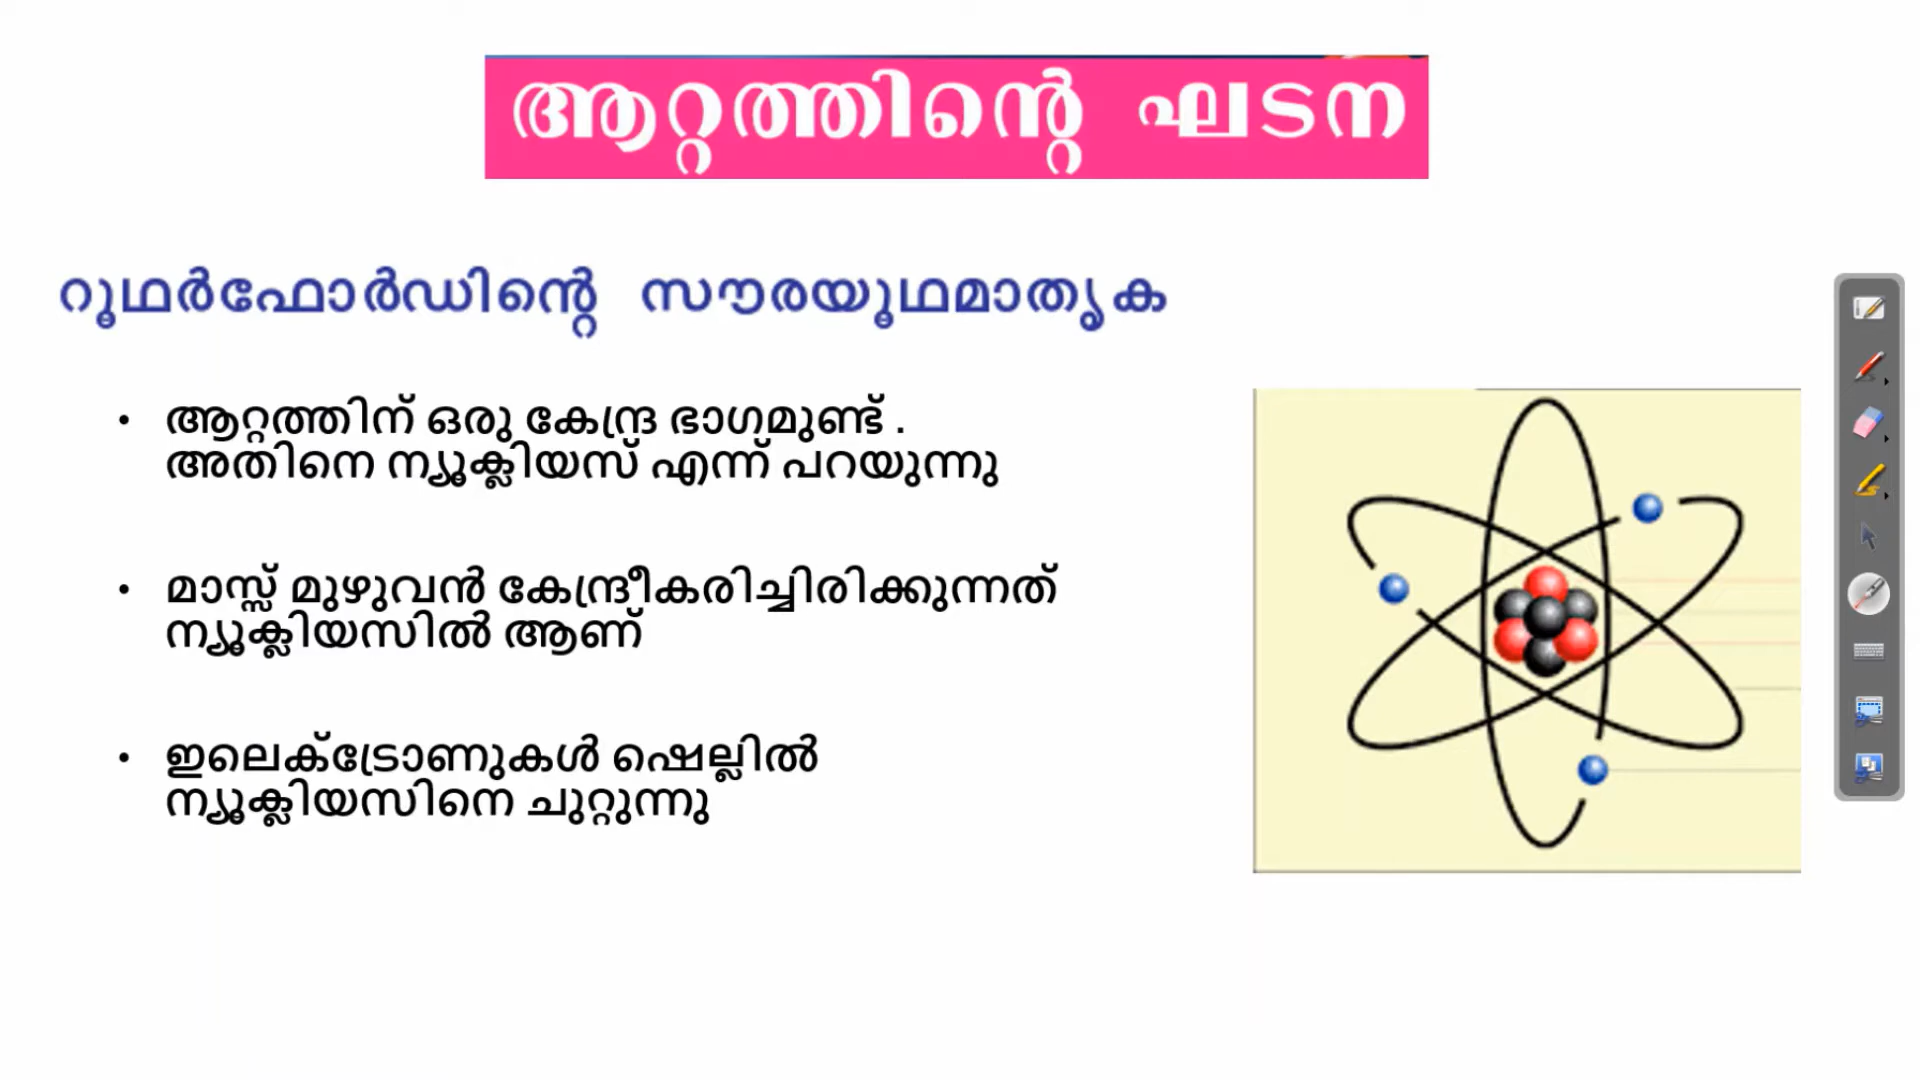 ആറ്റത്തിന്റെ ഘടന
റൂഥർഫോർഡിന്റെ സൗരയൂഥമാതൃക
• ആറ്റത്തിന് ഒരു കേന്ദ്ര ഭാഗമുണ്ട് .
അതിനെ ന്യൂക്ലിയസ് എന്ന് പറയുന്നു
• മാസ്സ് മുഴുവൻ കേന്ദ്രീകരിച്ചിരിക്കുന്നത്
ന്യൂക്ലിയസിൽ ആണ്
• ഇലെക്ട്രോണുകൾ ഷെല്ലിൽ
ന്യൂക്ലിയസിനെ ചുറ്റുന്നു